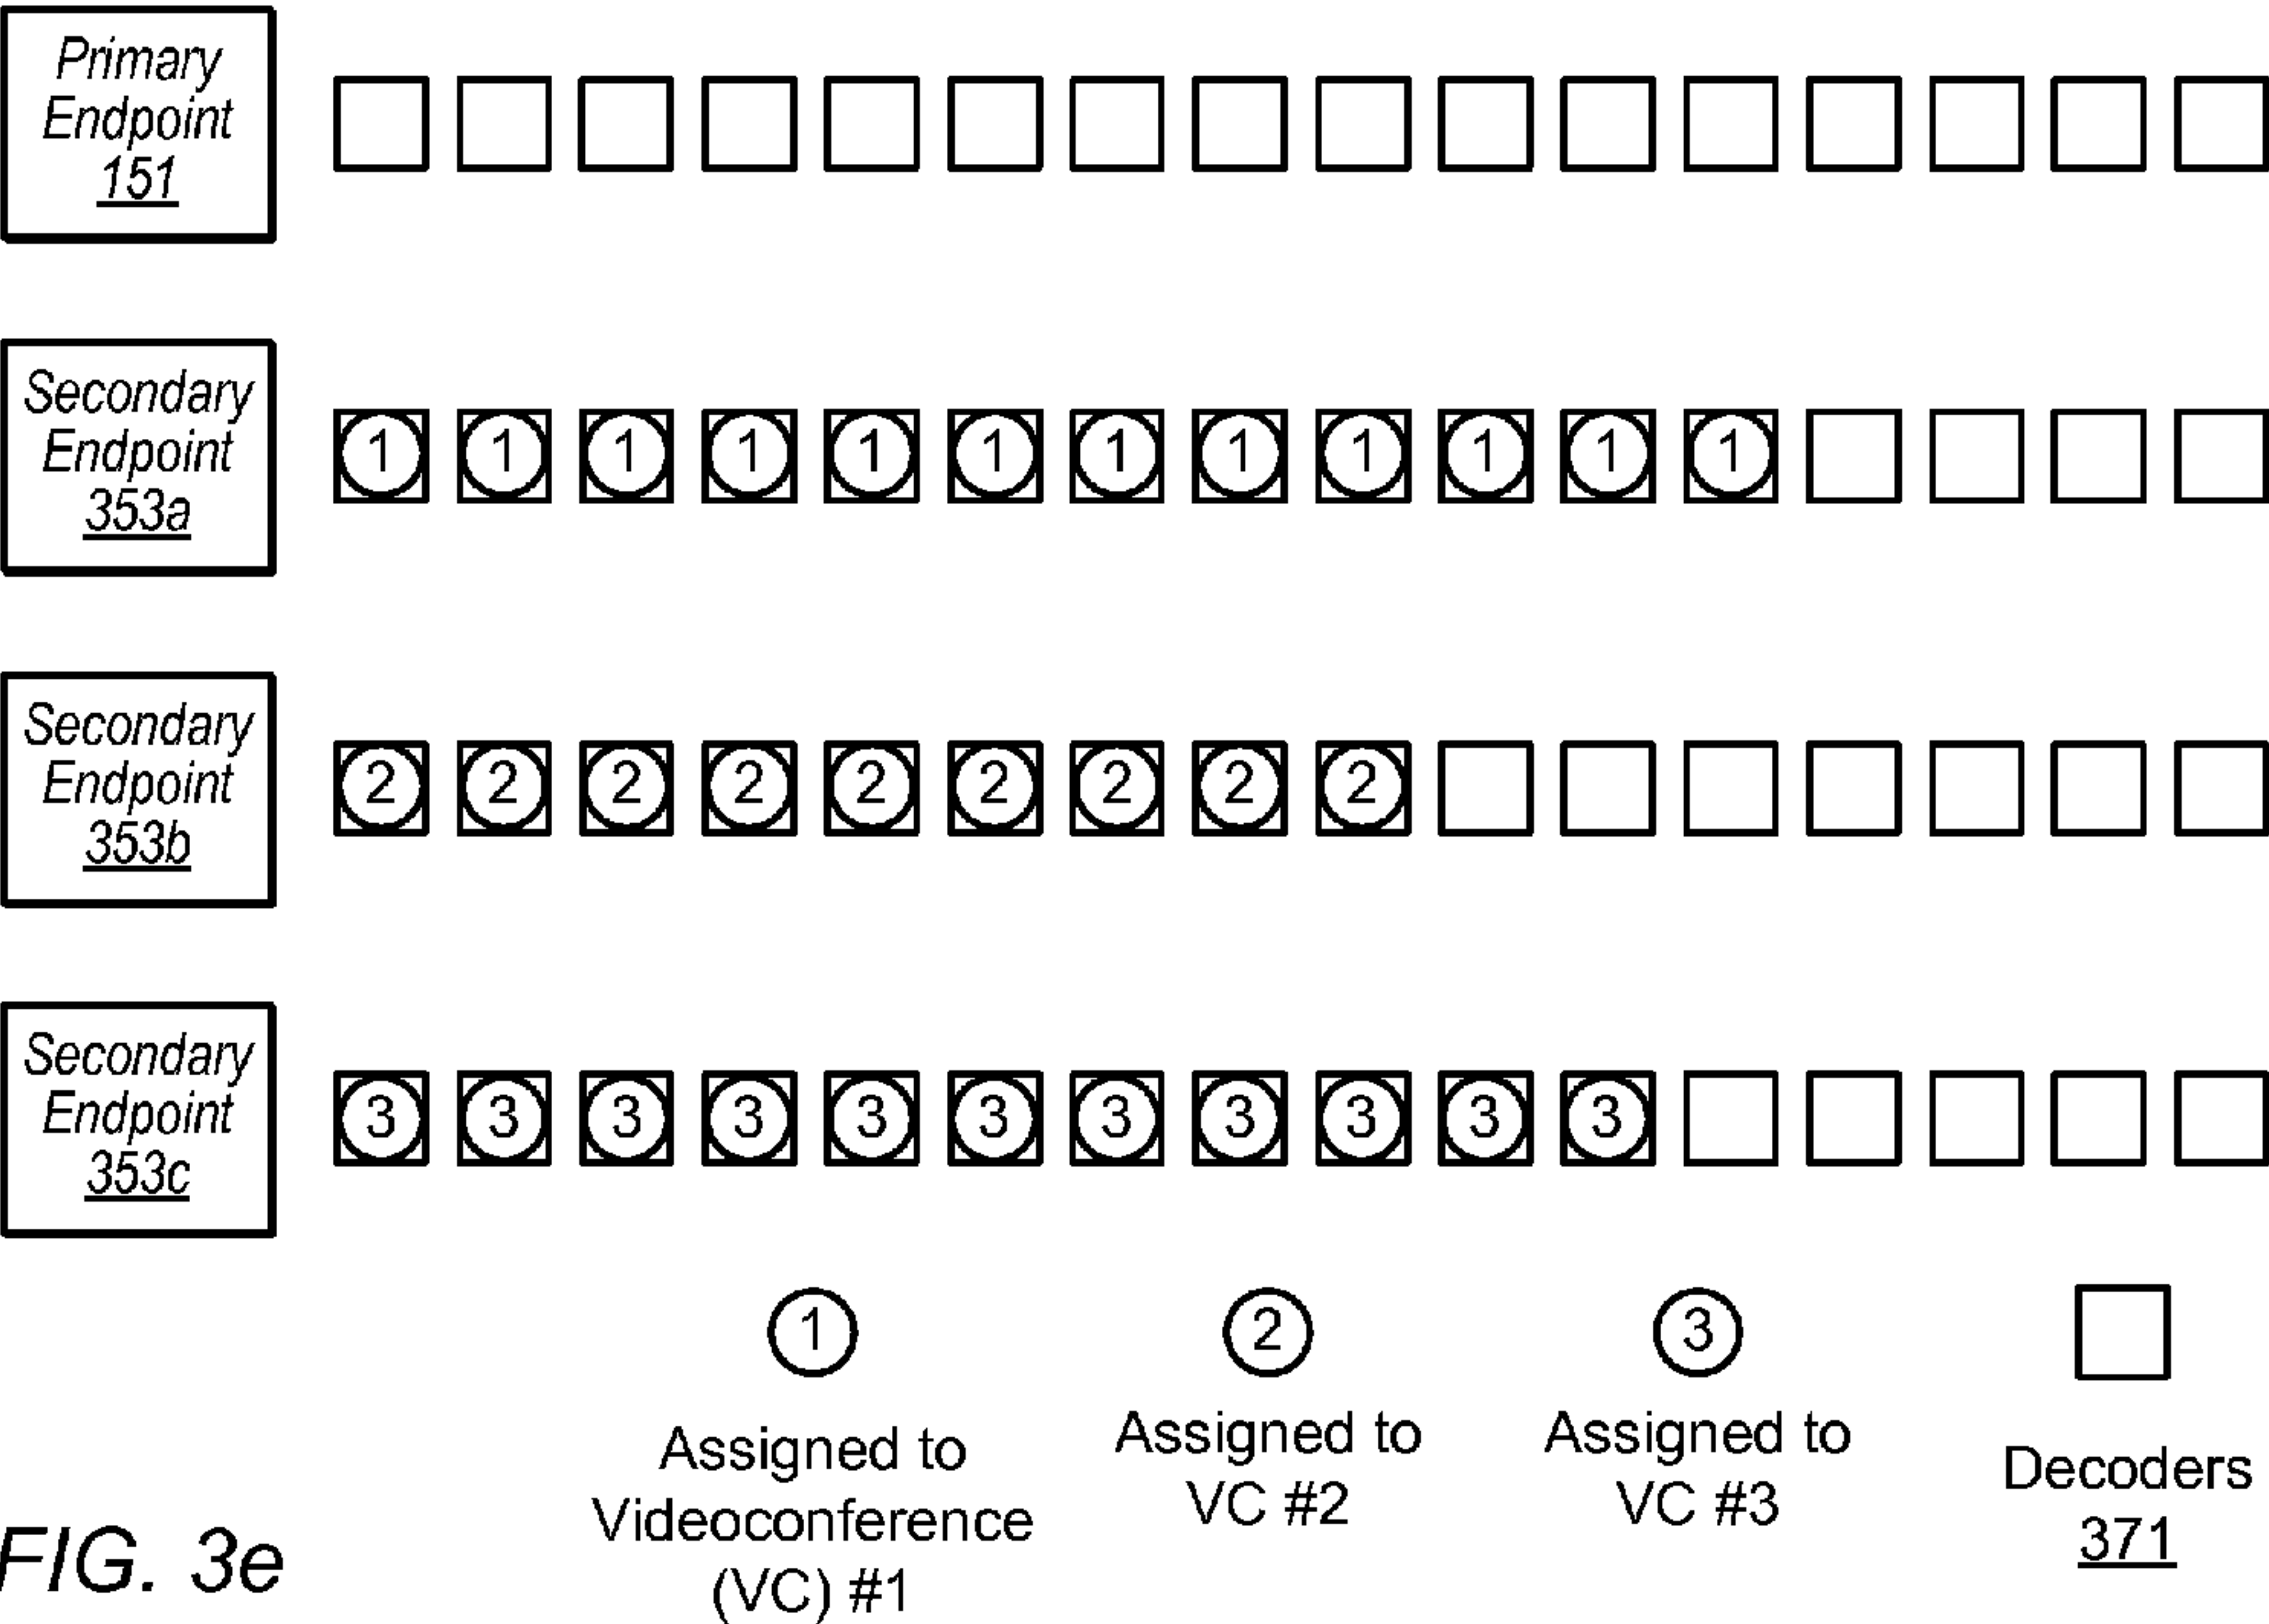 Primary
Endpoint
151
Secondary
Endpoint
353a
1 1 1 1 1 1 1 1 1 1 1 1
Secondary
Endpoint
353b
2 2 2 2 2 2 2 2 2
Secondary
Endpoint
353c
3 3 3 3 3 3 3 3 3 3 3
1
Assigned to
Videoconference
(VC) #1
2
Assigned to
VC #2
3
Assigned to
VC #3
Decoders
371
FIG. 3e